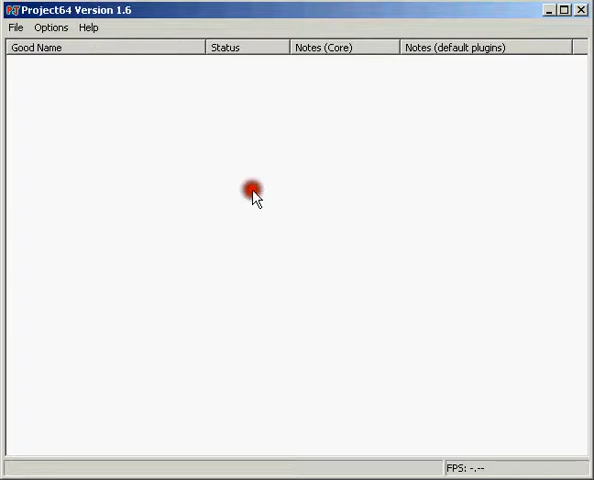 Project64 Version 1.6
File Options Help
Good Name Status Notes (Core) Notes (default plugins)
FPS: -.--